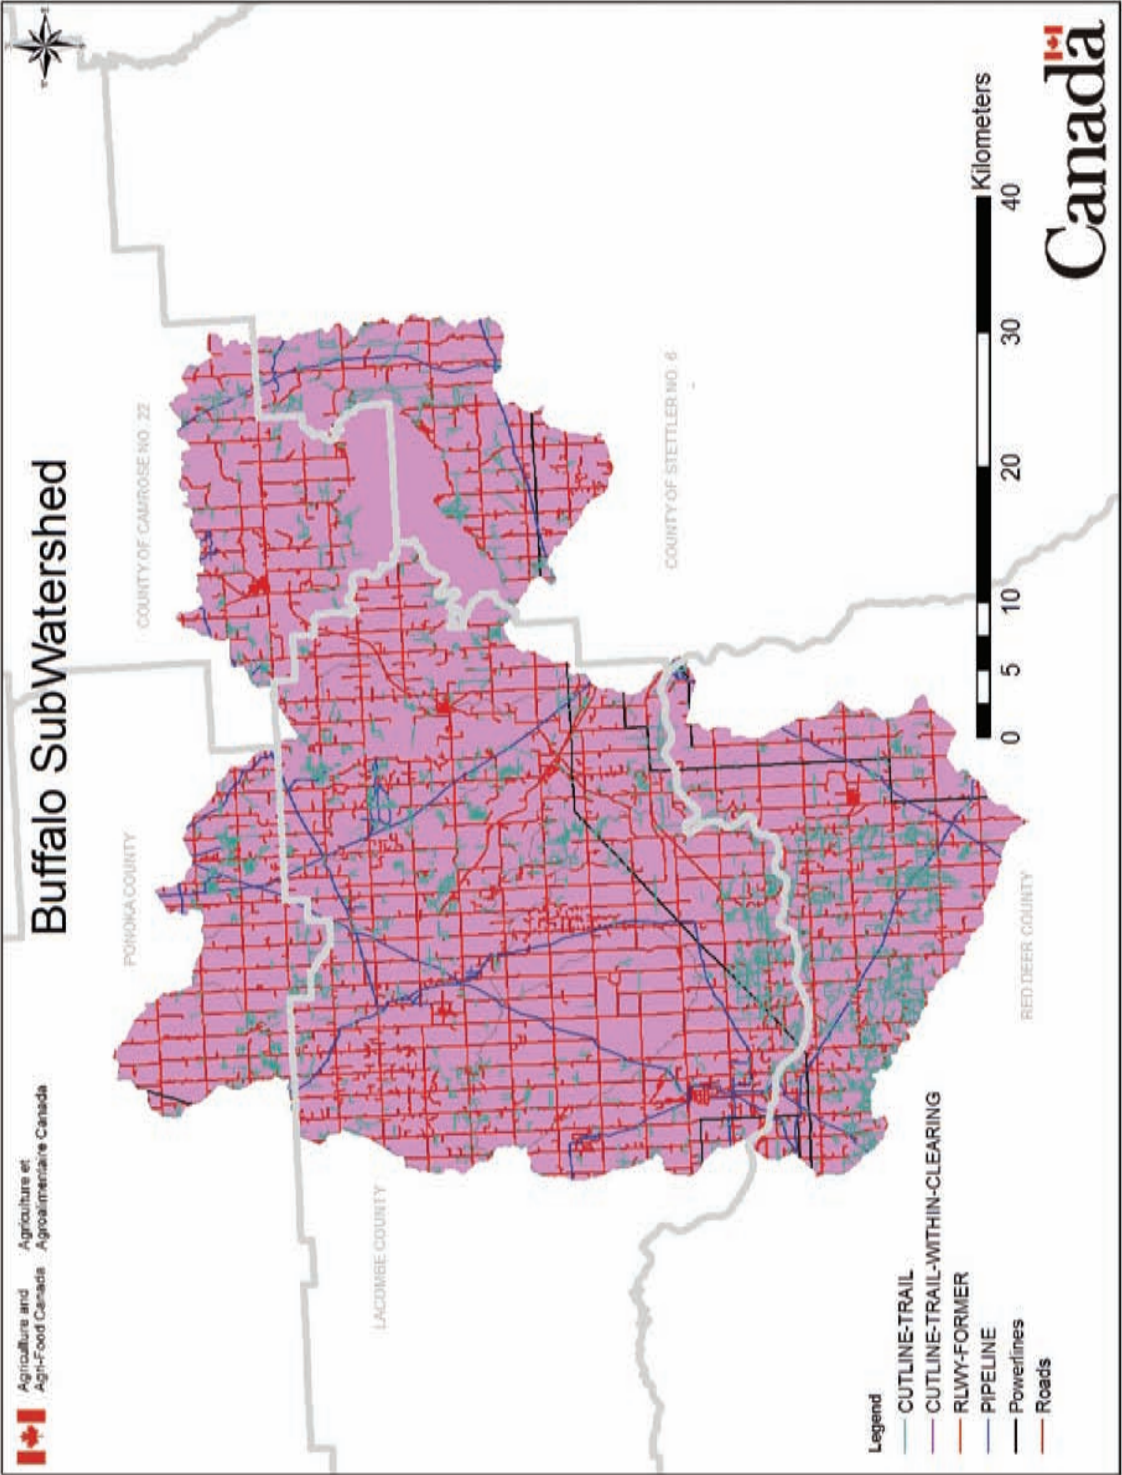 Agriculture and
Agri-Food Canada
Agriculture et
Agroalimentaire Canada
Buffalo SubWatershed
PONOKA COUNTY
COUNTY OF CAMROSE NO. 22
LACOMBE COUNTY
COUNTY OF STETTLER NO. 6
RED DEER COUNTY
Legend
CUTLINE-TRAIL
CUTLINE-TRAIL-WITHIN-CLEARING
RLWY-FORMER
PIPELINE
Powerlines
Roads
Kilometers
0 5 10 20 30 40
Canada